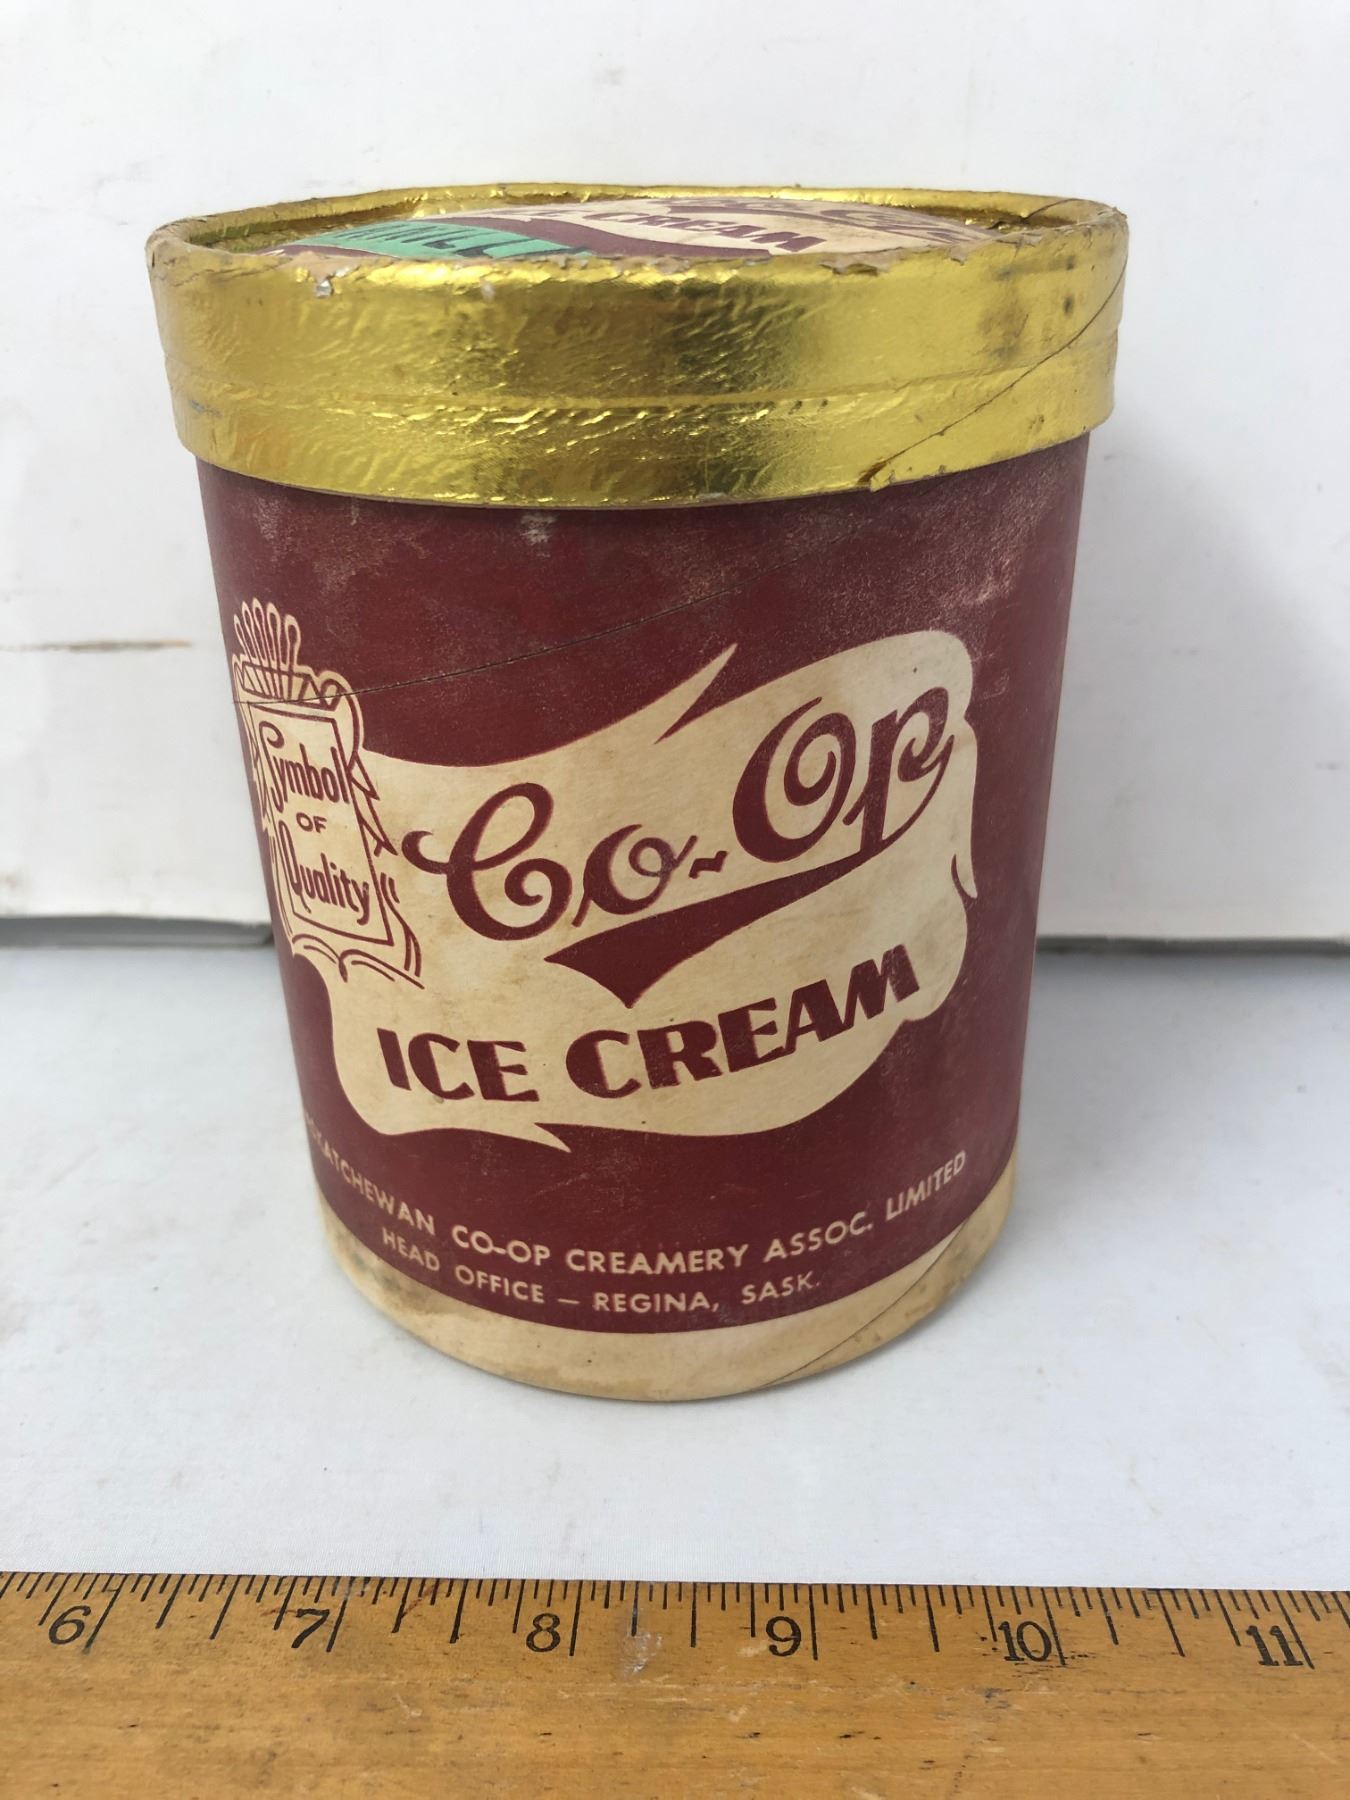 CREAM
Symbol
OF
Quality
Co-Op
ICE CREAM
CO-OP CREAMERY ASSOC. LIMITED
HEAD OFFICE — REGINA, SASK.
6 7 8 9 10 11